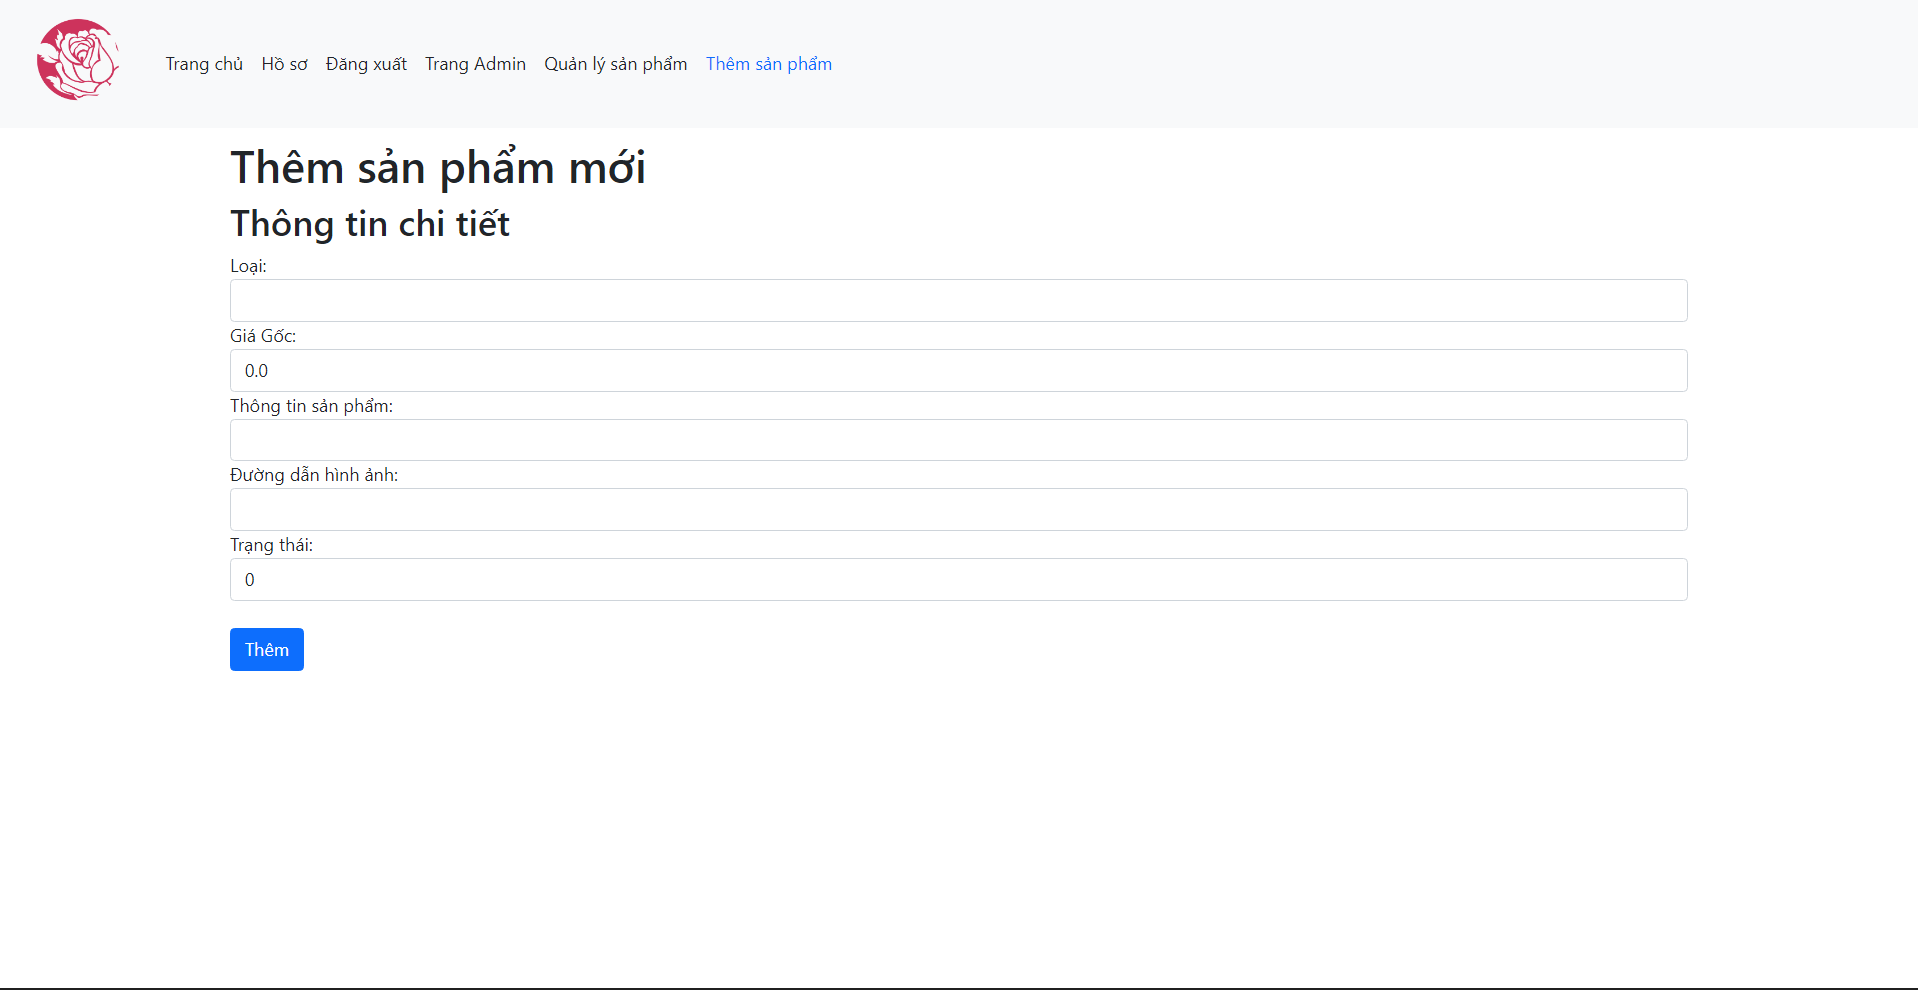 Trang chủ Hồ sơ Đăng xuất Trang Admin Quản lý sản phẩm Thêm sản phẩm
Thêm sản phẩm mới
Thông tin chi tiết
Loại:
Giá Gốc:
0.0
Thông tin sản phẩm:
Đường dẫn hình ảnh:
Trạng thái:
0
Thêm